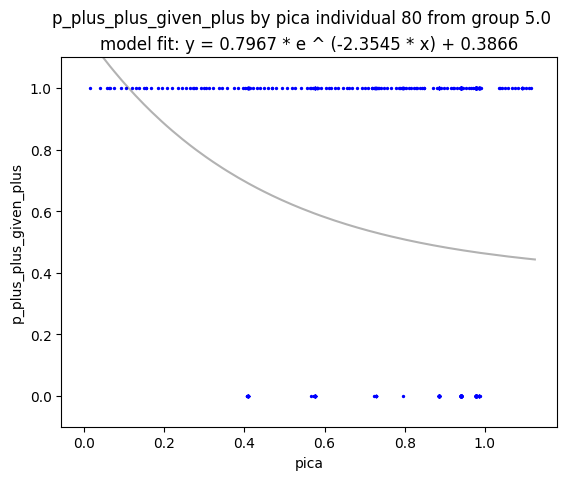 p_plus_plus_given_plus by pica individual 80 from group 5.0
model fit: y = 0.7967 * e ^ (-2.3545 * x) + 0.3866
p_plus_plus_given_plus
1.0
0.8
0.6
0.4
0.2
0.0
0.0 0.2 0.4 0.6 0.8 1.0
pica